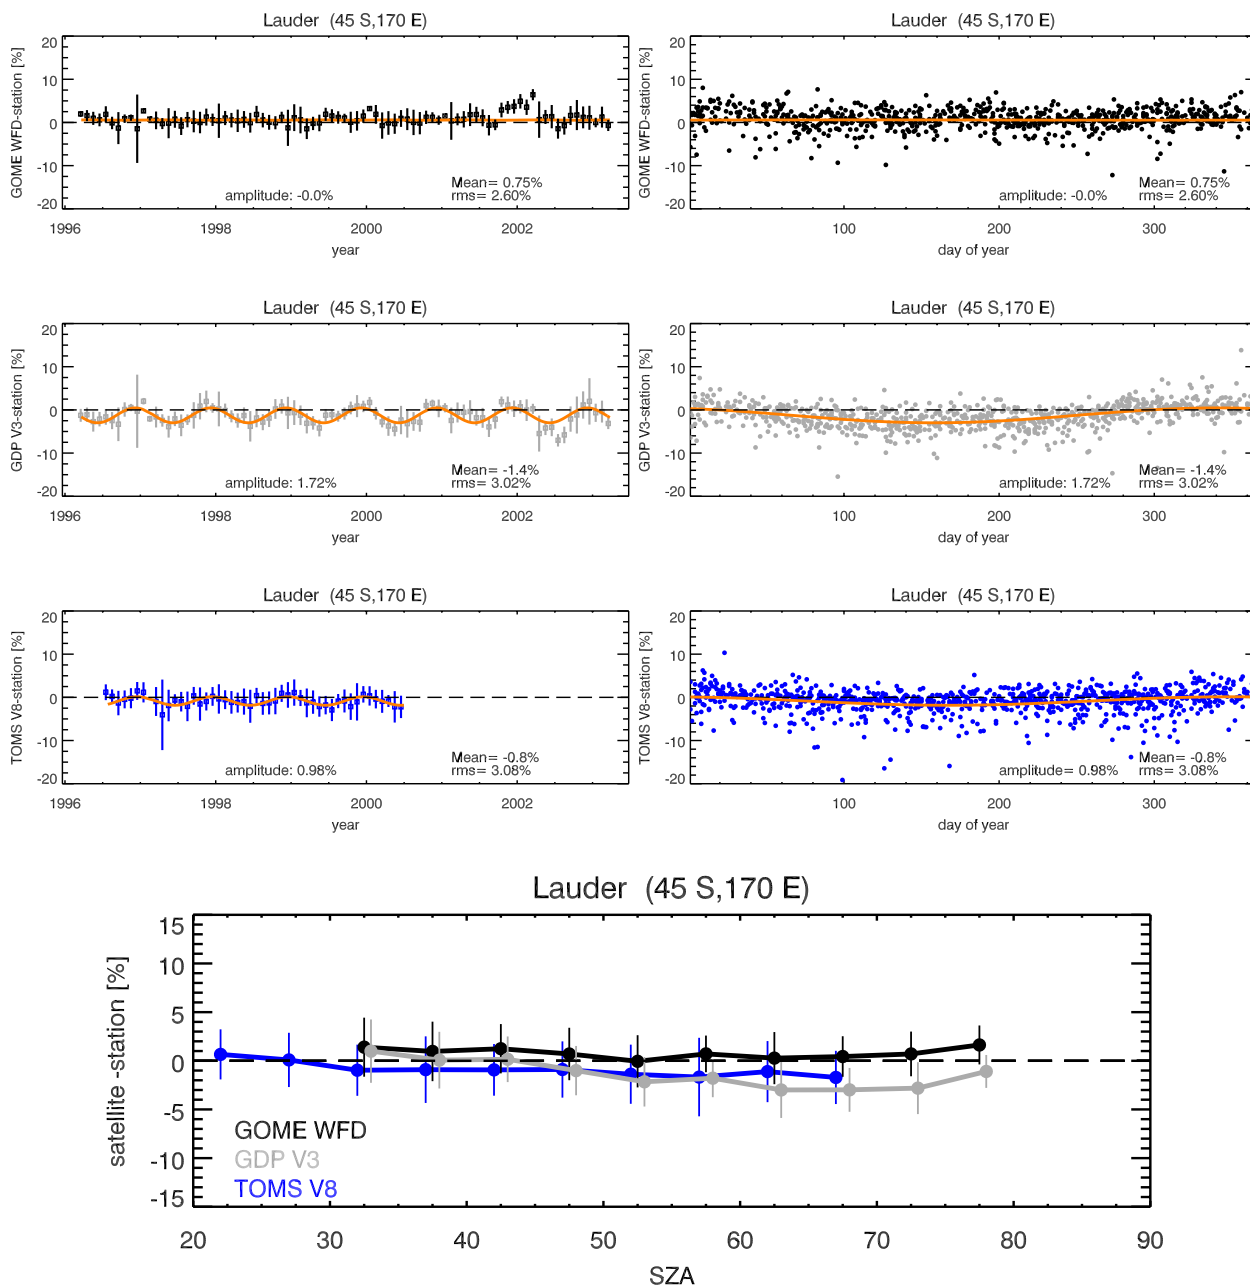 Lauder (45 S,170 E)
GOME WFD-station [%]
20
10
0
-10
-20
amplitude: -0.0%
Mean= 0.75%
rms= 2.60%
1996
1998
2000
2002
year
Lauder (45 S,170 E)
GOME WFD-station [%]
20
10
0
-10
-20
amplitude: -0.0%
Mean= 0.75%
rms= 2.60%
100
200
300
day of year
Lauder (45 S,170 E)
GDP V3-station [%]
20
10
0
-10
-20
amplitude: 1.72%
Mean= -1.4%
rms= 3.02%
1996
1998
2000
2002
year
Lauder (45 S,170 E)
GDP V3-station [%]
20
10
0
-10
-20
amplitude: 1.72%
Mean= -1.4%
rms= 3.02%
100
200
300
day of year
Lauder (45 S,170 E)
TOMS V8-station [%]
20
10
0
-10
-20
amplitude: 0.98%
Mean= -0.8%
rms= 3.08%
1996
1998
2000
2002
year
Lauder (45 S,170 E)
TOMS V8-station [%]
20
10
0
-10
-20
amplitude= 0.98%
Mean= -0.8%
rms= 3.08%
100
200
300
day of year
Lauder (45 S,170 E)
satellite -station [%]
15
10
5
0
-5
-10
-15
GOME WFD
GDP V3
TOMS V8
20
30
40
50
60
70
80
90
SZA